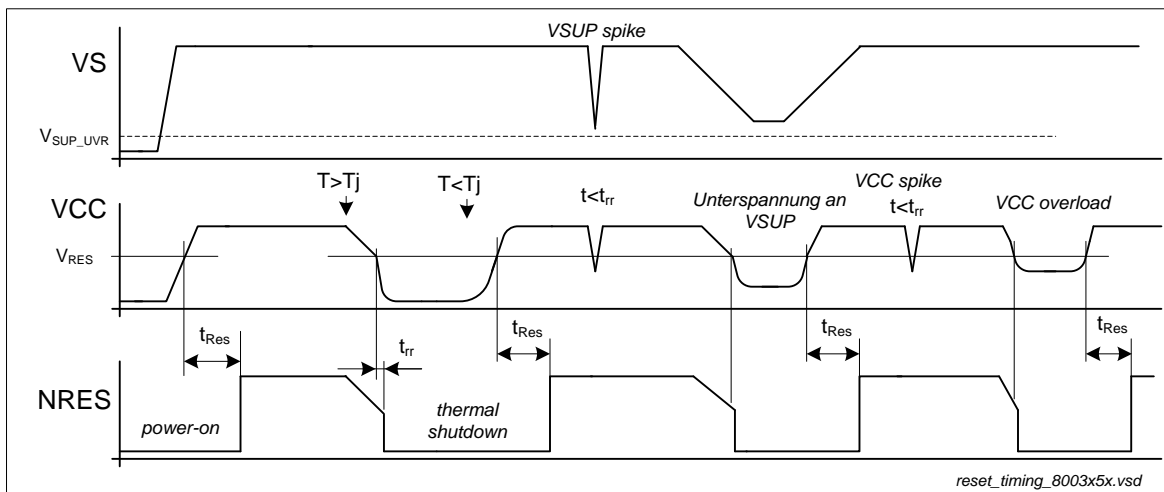 VSUP spike
VS
VSUP_UVR
T>Tj
T<Tj
t<trr
Unterspannung an
VSUP
VCC spike
t<trr
VCC overload
VCC
VRES
tRes
trr
tRes
tRes
tRes
NRES
power-on
thermal
shutdown
reset_timing_8003x5x.vsd